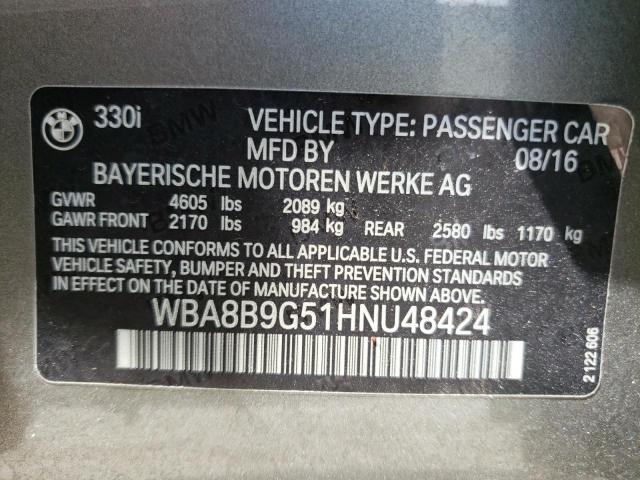 BMW 330i VEHICLE TYPE: PASSENGER CAR
MFD BY 08/16
BAYERISCHE MOTOREN WERKE AG
GVWR 4605 lbs 2089 kg
GAWR FRONT 2170 lbs 984 kg REAR 2580 lbs 1170 kg
THIS VEHICLE CONFORMS TO ALL APPLICABLE U.S. FEDERAL MOTOR
VEHICLE SAFETY, BUMPER AND THEFT PREVENTION STANDARDS
IN EFFECT ON THE DATE OF MANUFACTURE SHOWN ABOVE.
WBA8B9G51HNU48424
2122 606